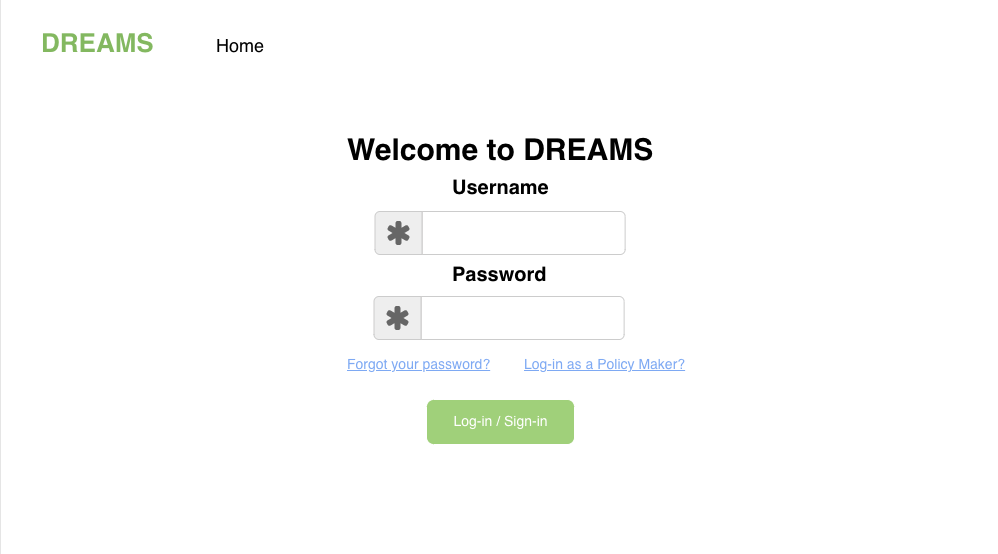 DREAMS Home
Welcome to DREAMS
Username
Password
Forgot your password? Log-in as a Policy Maker?
Log-in / Sign-in